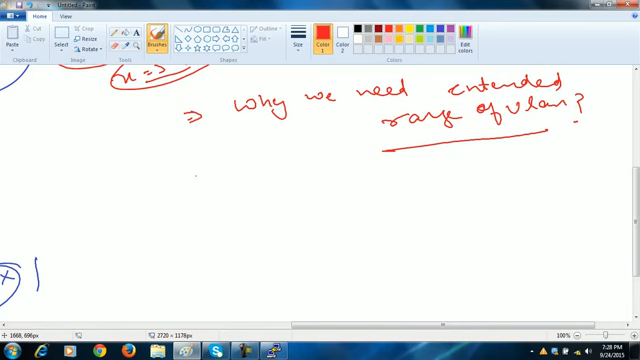 Untitled - Paint
Home
View
Paste
Cut
Copy
Select
Crop
Resize
Rotate
Brushes
Size
Color 1
Color 2
Edit colors
Clipboard
Image
Tools
Shapes
Colors
⇒ why we need extended
range of vlan?
x
1668, 696px
2720 × 1178px
100%
7:28 PM
9/24/2015